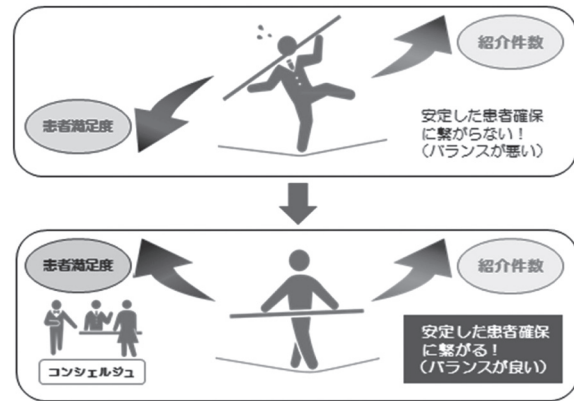 紹介件数
患者満足度
安定した患者確保
に繋がらない！
（バランスが悪い）
患者満足度
紹介件数
コンシェルジュ
安定した患者確保
に繋がる！
（バランスが良い）